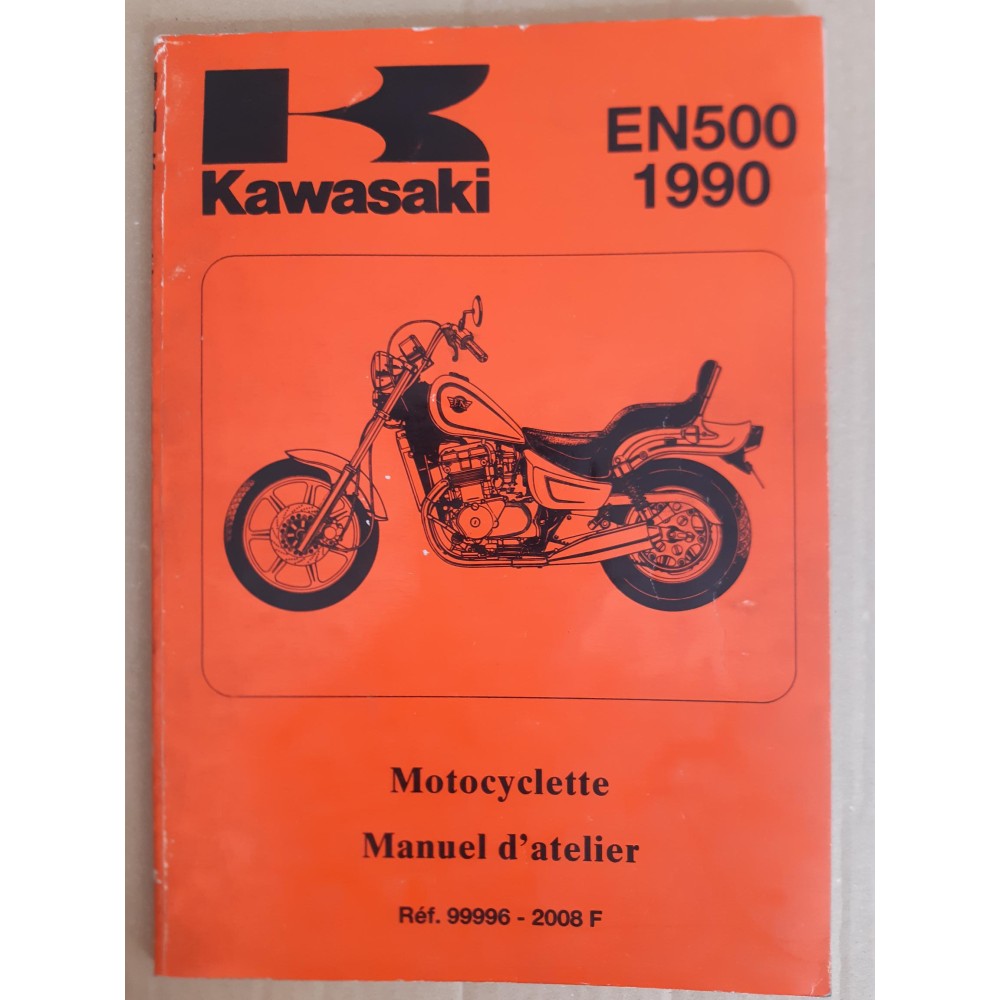 Kawasaki
EN500
1990
Motocyclette
Manuel d'atelier
Réf. 99996 - 2008 F